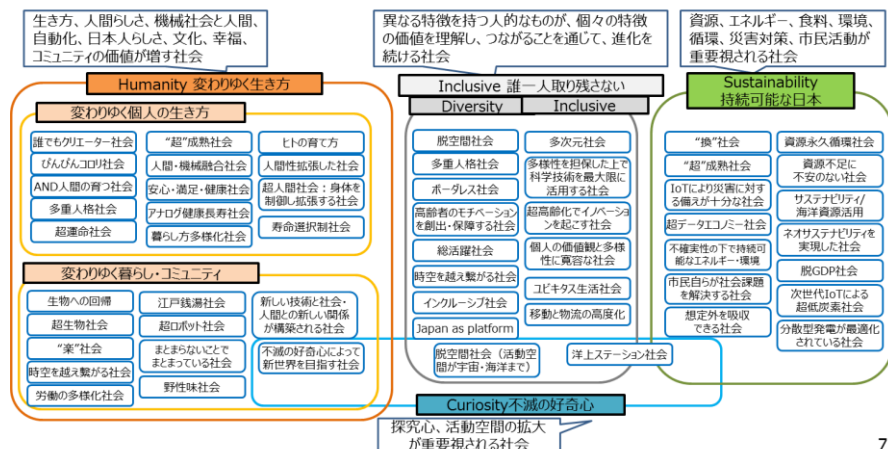 生き方、人間らしさ、機械社会と人間、
自動化、日本人らしさ、文化、幸福、
コミュニティの価値が増す社会
異なる特徴を持つ人的なものが、個々の特徴
の価値を理解し、つながることを通じて、進化を
続ける社会
資源、エネルギー、食料、環境、
循環、災害対策、市民活動が
重要視される社会
Humanity 変わりゆく生き方
変わりゆく個人の生き方
誰でもクリエーター社会
ぴんぴんコロリ社会
AND人間の育つ社会
多重人格社会
超運命社会
“超”成熟社会
人間・機械融合社会
安心・満足・健康社会
アナログ健康長寿社会
暮らし方多様化社会
ヒトの育て方
人間性拡張した社会
超人間社会：身体を
制御し拡張する社会
寿命選択制社会
変わりゆく暮らし・コミュニティ
生物への回帰
超生物社会
“楽”社会
時空を越え繋がる社会
労働の多様化社会
江戸銭湯社会
超ロボット社会
まとまらないことで
まとまっている社会
野性味社会
新しい技術と社会・
人間との新しい関係
が構築される社会
不滅の好奇心によって
新世界を目指す社会
Inclusive 誰一人取り残さない
Diversity
Inclusive
脱空間社会
多重人格社会
ボーダレス社会
高齢者のモチベーション
を創出・保障する社会
総活躍社会
時空を越え繋がる社会
インクルーシブ社会
Japan as platform
多次元社会
多様性を担保した上で
科学技術を最大限に
活用する社会
超高齢化でイノベーショ
ンを起こす社会
個人の価値観と多様
性に寛容な社会
ユビキタス生活社会
移動と物流の高度化
脱空間社会（活動空
間が宇宙・海洋まで）
洋上ステーション社会
Sustainability
持続可能な日本
“換”社会
“超”成熟社会
IoTにより災害に対す
る備えが十分な社会
超データエコノミー社会
不確実性の下で持続可
能なエネルギー・環境
市民自らが社会課題
を解決する社会
想定外を吸収
できる社会
資源永久循環社会
資源不足に
不安のない社会
サステナビリティ/
海洋資源活用
ネオサステナビリティを
実現した社会
脱GDP社会
次世代IoTによる
超低炭素社会
分散型発電が最適化
されている社会
Curiosity不滅の好奇心
探究心、活動空間の拡大
が重要視される社会
7